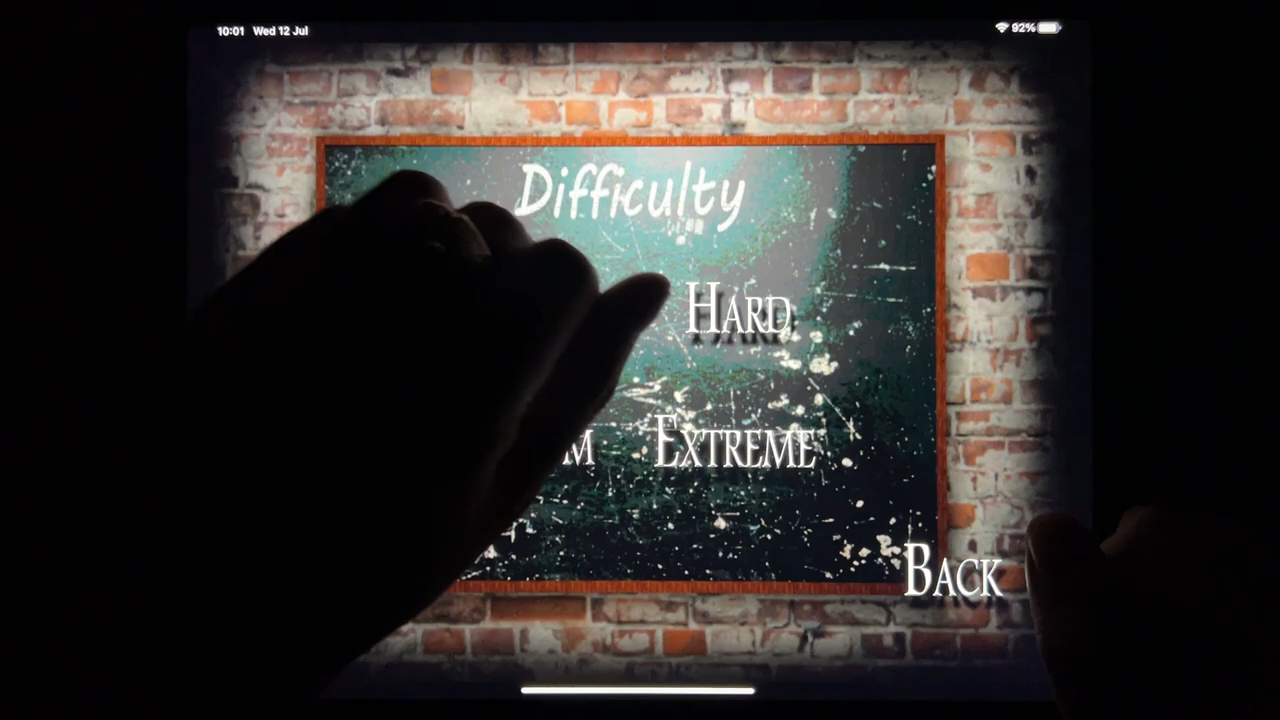 10:01 Wed 12 Jul 92%
Difficulty
HARD
EXTREME
BACK